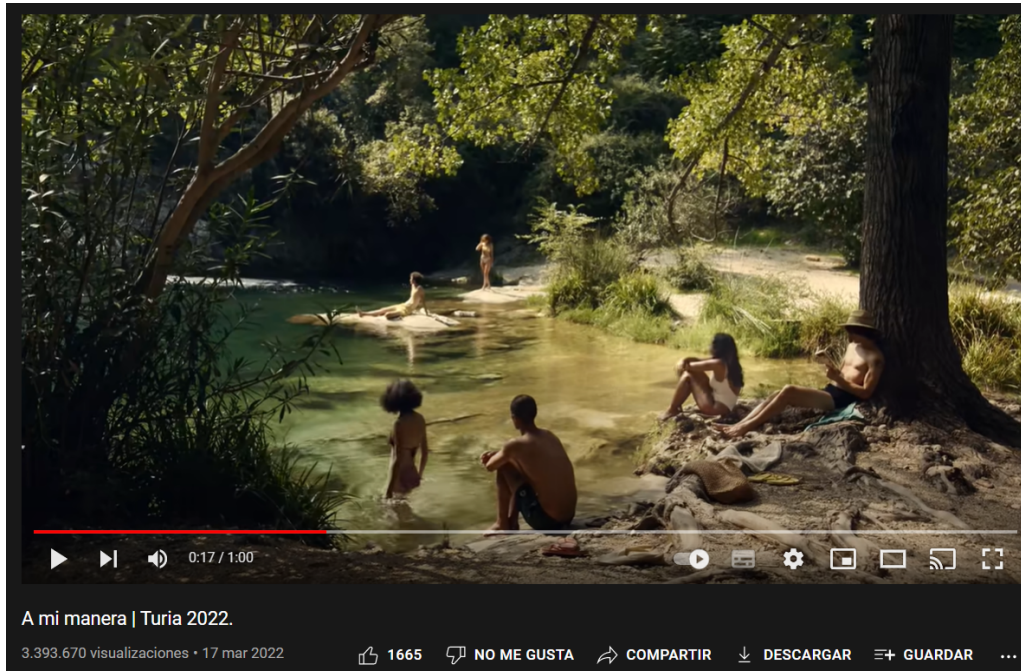 0:17 / 1:00
A mi manera | Turia 2022.
3.393.670 visualizaciones • 17 mar 2022
1665
NO ME GUSTA
COMPARTIR
DESCARGAR
GUARDAR